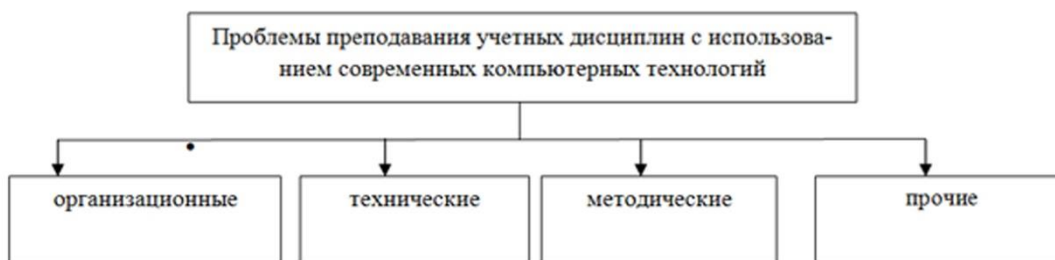 Проблемы преподавания учетных дисциплин с использова-
нием современных компьютерных технологий
организационные
технические
методические
прочие